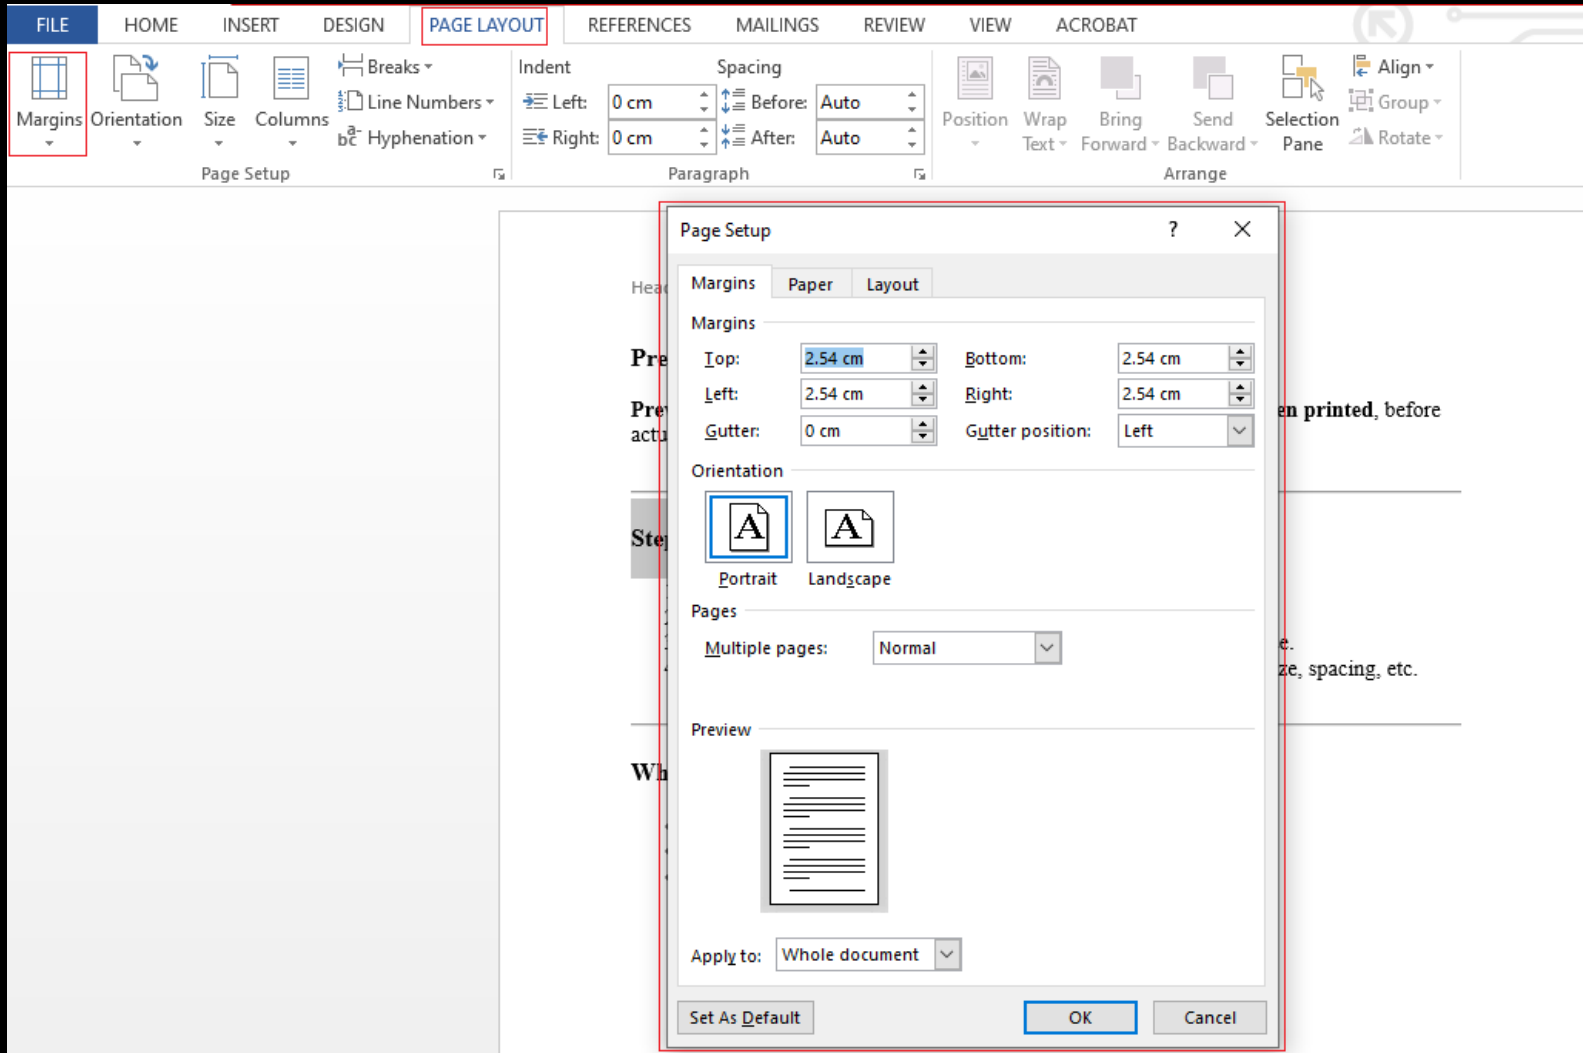 FILE HOME INSERT DESIGN PAGE LAYOUT REFERENCES MAILINGS REVIEW VIEW ACROBAT
Breaks Indent Spacing Align
Line Numbers Left: 0 cm Before: Auto Group
Margins Orientation Size Columns Position Wrap Bring Send Selection
Hyphenation Right: 0 cm After: Auto Text Forward Backward Pane Rotate
Page Setup Paragraph Arrange
Page Setup ?
Margins Paper Layout
Margins
Top: 2.54 cm Bottom: 2.54 cm
Left: 2.54 cm Right: 2.54 cm
en printed, before
Gutter: 0 cm Gutter position: Left
Orientation
A A
Portrait Landscape
Pages
Multiple pages: Normal
e.
ze, spacing, etc.
Preview
Apply to: Whole document
Set As Default OK Cancel